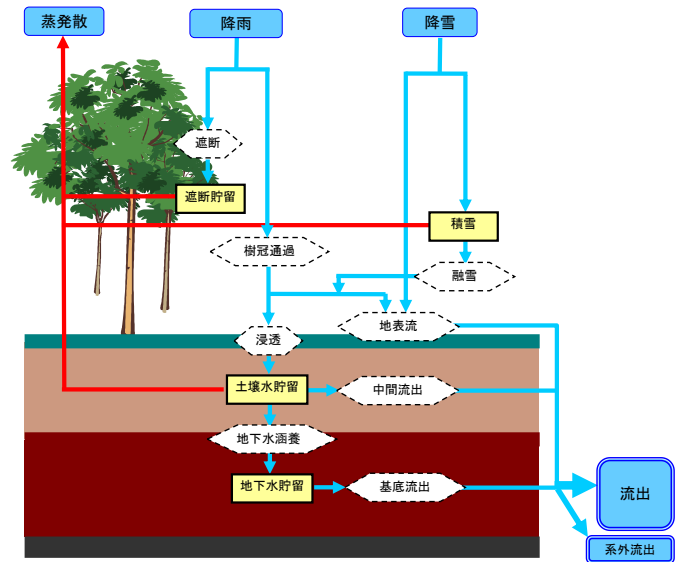 蒸発散
降雨
降雪
遮断
遮断貯留
積雪
樹冠通過
融雪
地表流
浸透
土壌水貯留
中間流出
地下水涵養
地下水貯留
基底流出
流出
系外流出